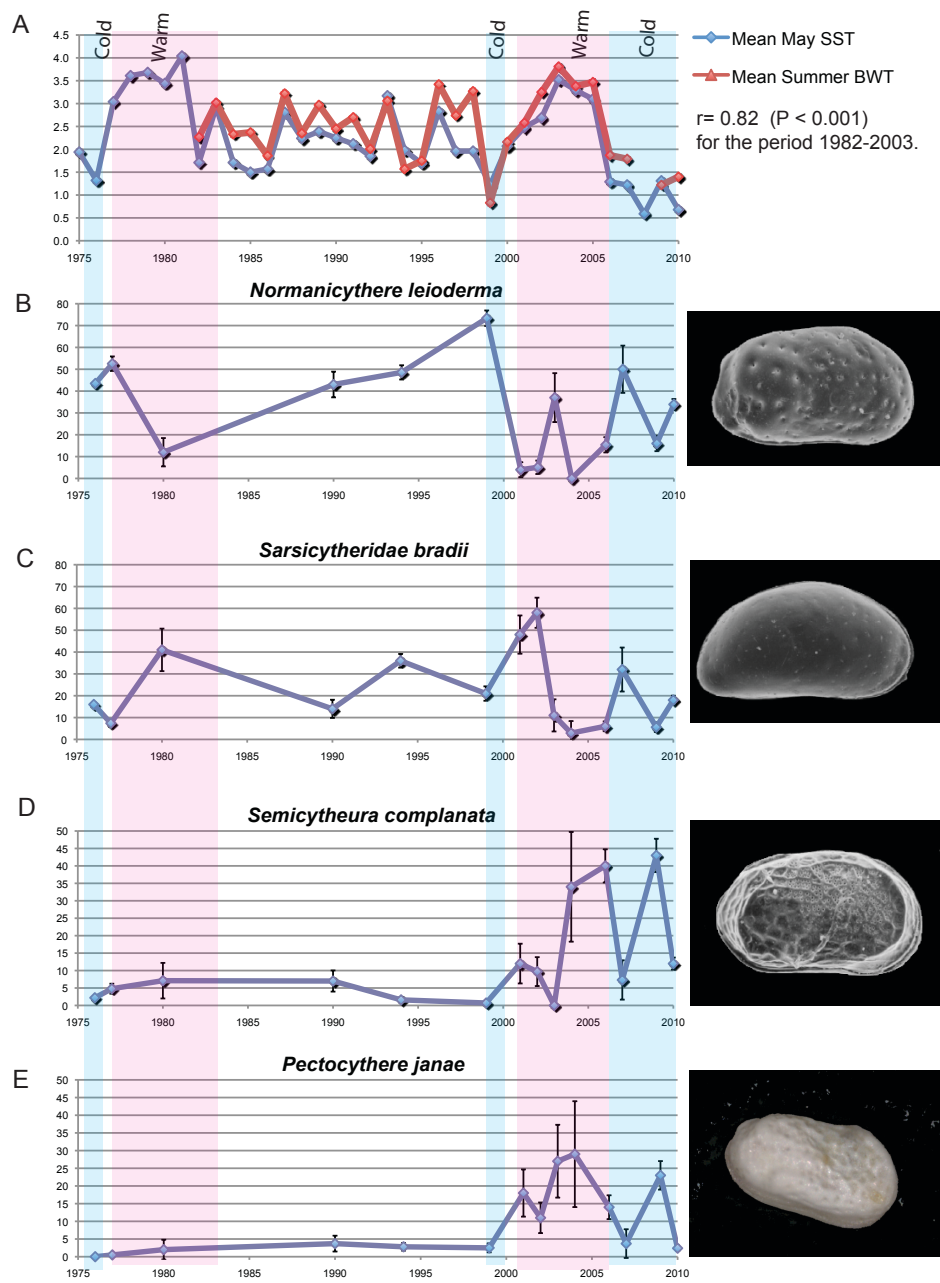 A
Cold
Warm
Cold
Warm
Cold
Mean May SST
Mean Summer BWT
r= 0.82 (P < 0.001)
for the period 1982-2003.
4.5
4.0
3.5
3.0
2.5
2.0
1.5
1.0
0.5
0.0
1975 1980 1985 1990 1995 2000 2005 2010
B
Normanicythere leioderma
80
70
60
50
40
30
20
10
0
1975 1980 1985 1990 1995 2000 2005 2010
C
Sarsicytheridae bradii
80
70
60
50
40
30
20
10
0
1975 1980 1985 1990 1995 2000 2005 2010
D
Semicytheura complanata
50
45
40
35
30
25
20
15
10
5
0
1975 1980 1985 1990 1995 2000 2005 2010
E
Pectocythere janae
50
45
40
35
30
25
20
15
10
5
0
1975 1980 1985 1990 1995 2000 2005 2010